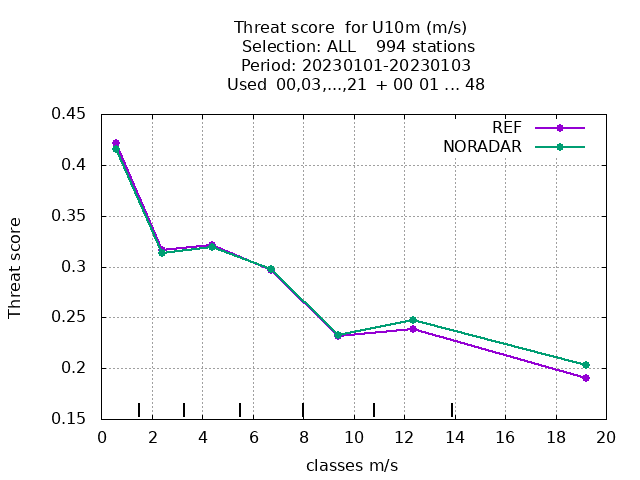 Threat score  for U10m (m/s)
Selection: ALL    994 stations
Period: 20230101-20230103
Used  00,03,...,21  + 00 01 ... 48
REF
NORADAR
Threat score
0.45
0.4
0.35
0.3
0.25
0.2
0.15
0 2 4 6 8 10 12 14 16 18 20
classes m/s